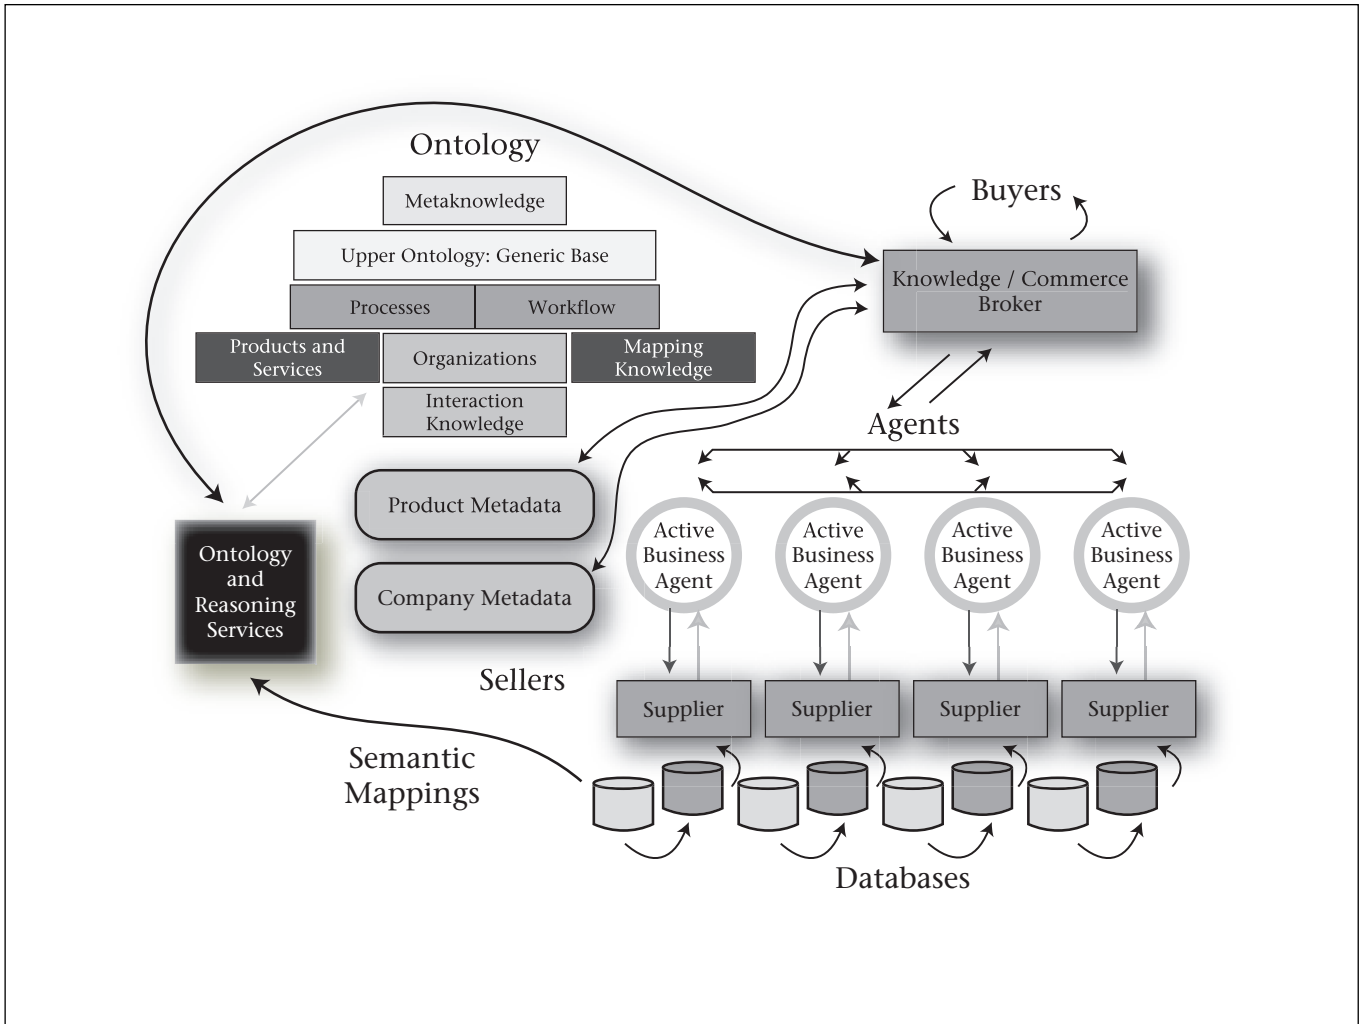 Ontology
Metaknowledge
Upper Ontology: Generic Base
Processes
Workflow
Products and
Services
Organizations
Mapping
Knowledge
Interaction
Knowledge
Buyers
Knowledge / Commerce
Broker
Agents
Product Metadata
Company Metadata
Ontology
and
Reasoning
Services
Active
Business
Agent
Active
Business
Agent
Active
Business
Agent
Active
Business
Agent
Sellers
Supplier
Supplier
Supplier
Supplier
Semantic
Mappings
Databases